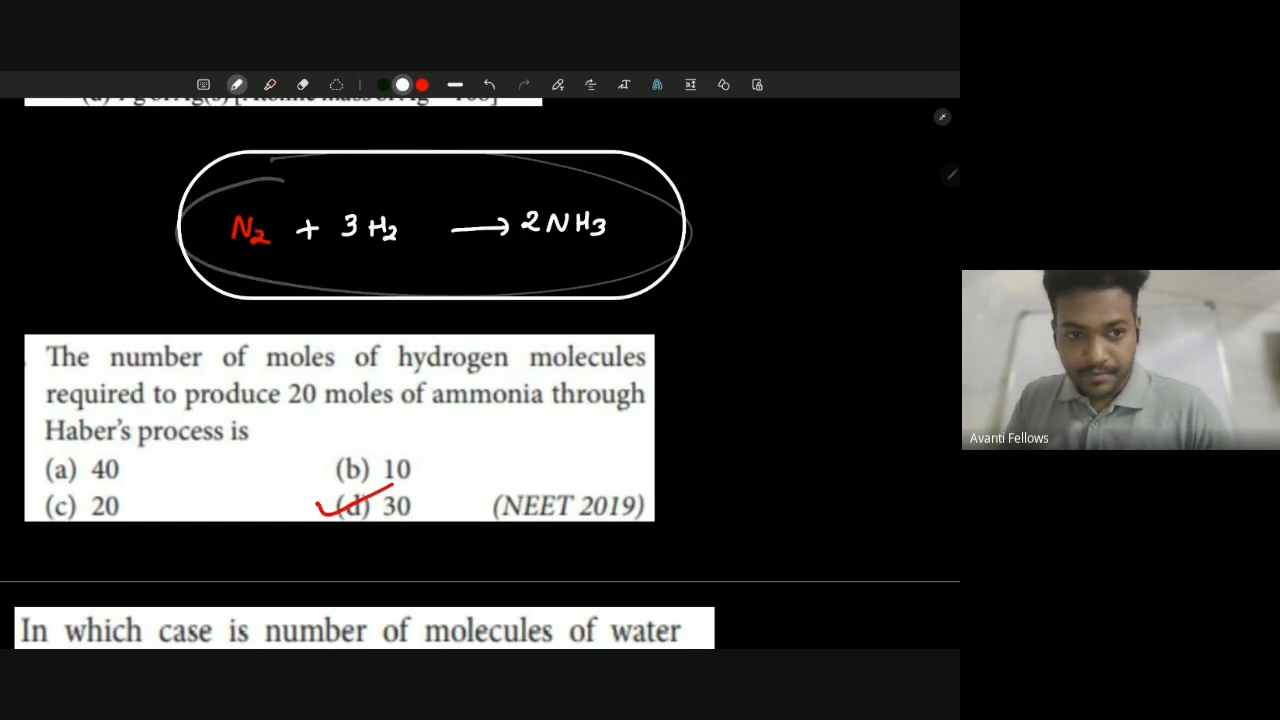 N2 + 3 H2 → 2NH3
The number of moles of hydrogen molecules
required to produce 20 moles of ammonia through
Haber's process is
(a) 40 (b) 10
(c) 20 (d) 30 (NEET 2019)
Avanti Fellows
In which case is number of molecules of water